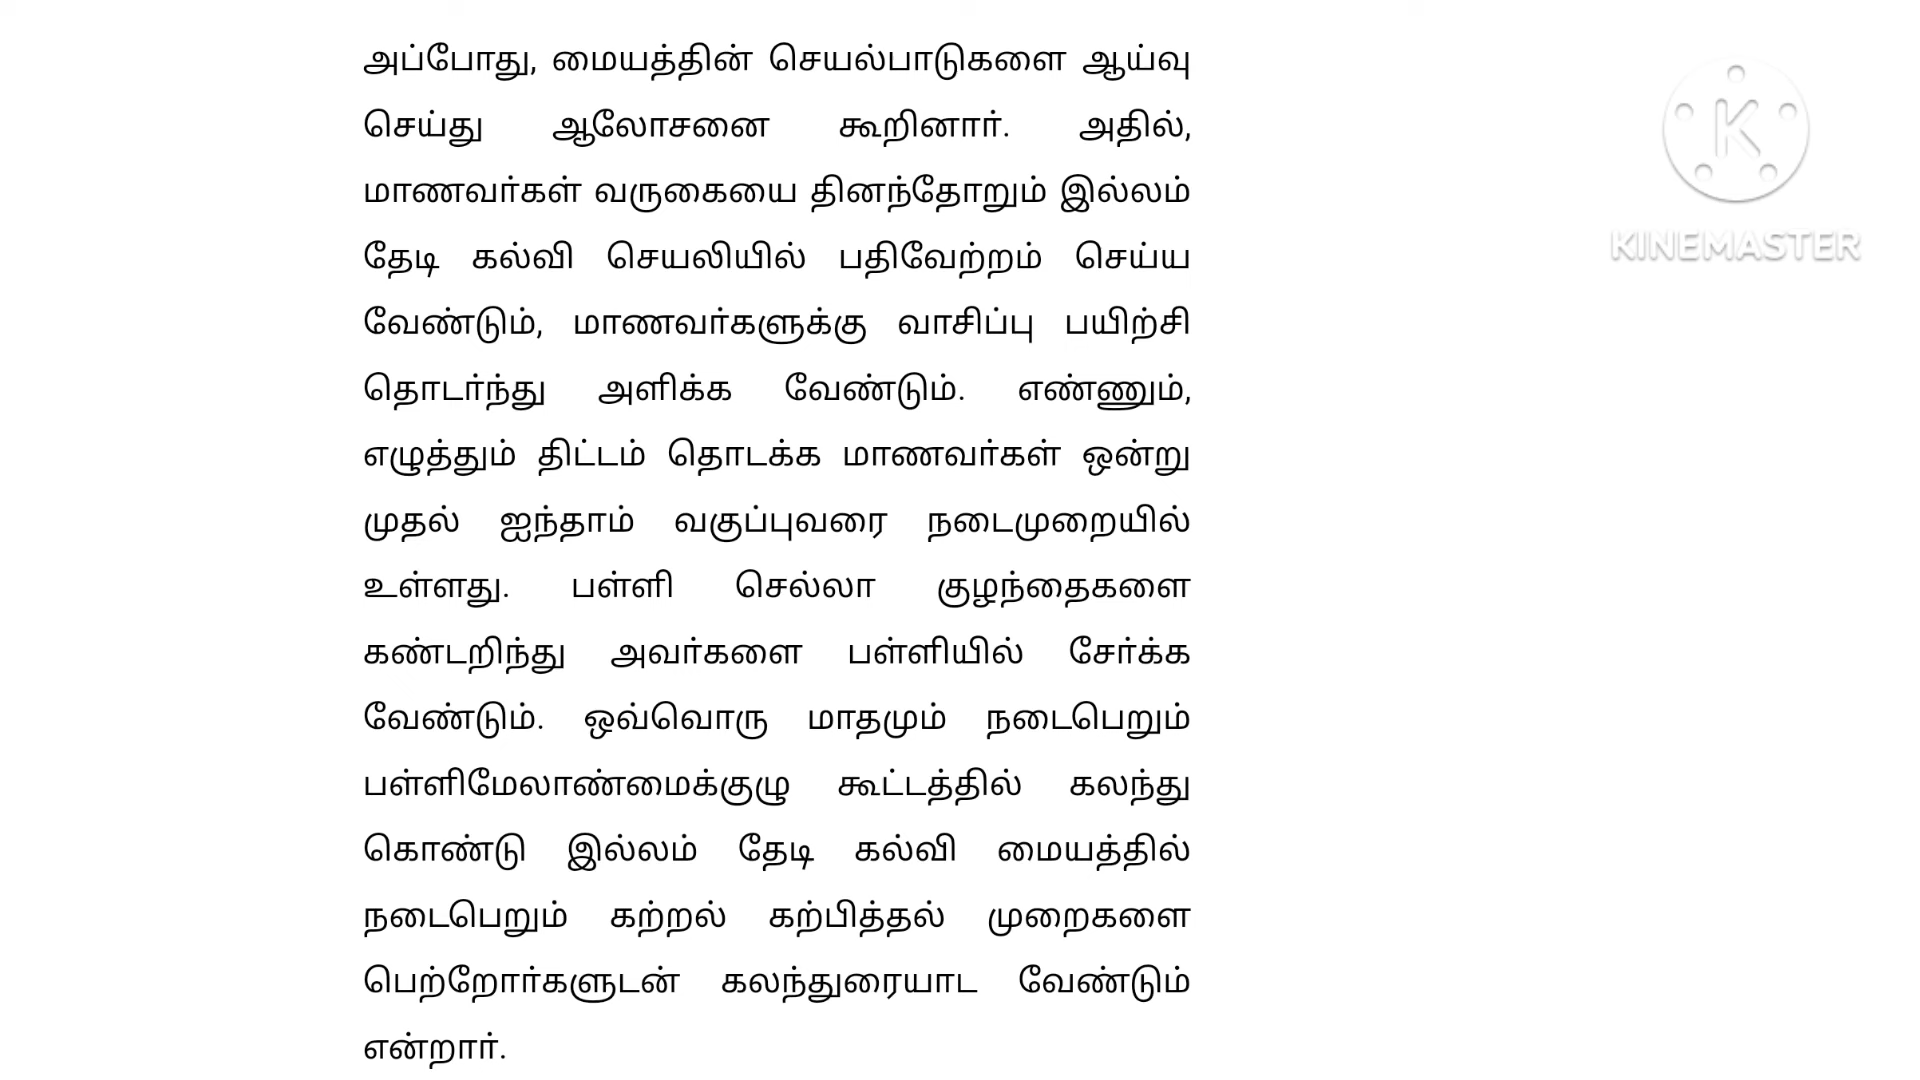 அப்போது, மையத்தின் செயல்பாடுகளை ஆய்வு
செய்து ஆலோசனை கூறினார். அதில்,
மாணவர்கள் வருகையை தினந்தோறும் இல்லம்
தேடி கல்வி செயலியில் பதிவேற்றம் செய்ய
வேண்டும், மாணவர்களுக்கு வாசிப்பு பயிற்சி
தொடர்ந்து அளிக்க வேண்டும். எண்ணும்,
எழுத்தும் திட்டம் தொடக்க மாணவர்கள் ஒன்று
முதல் ஐந்தாம் வகுப்புவரை நடைமுறையில்
உள்ளது. பள்ளி செல்லா குழந்தைகளை
கண்டறிந்து அவர்களை பள்ளியில் சேர்க்க
வேண்டும். ஒவ்வொரு மாதமும் நடைபெறும்
பள்ளிமேலாண்மைக்குழு கூட்டத்தில் கலந்து
கொண்டு இல்லம் தேடி கல்வி மையத்தில்
நடைபெறும் கற்றல் கற்பித்தல் முறைகளை
பெற்றோர்களுடன் கலந்துரையாட வேண்டும்
என்றார்.
K
KINEMASTER